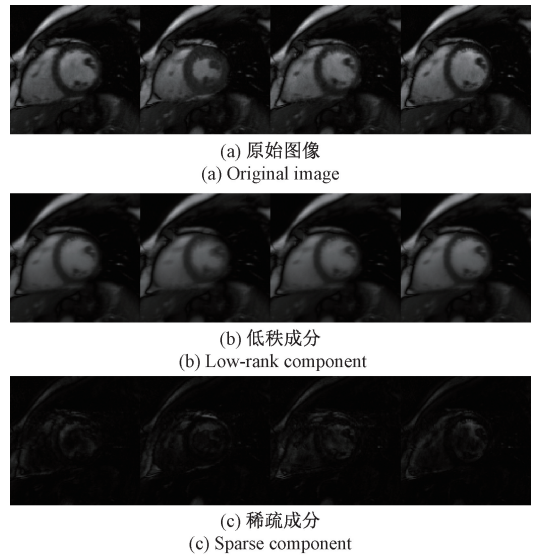 (a) 原始图像
(a) Original image
(b) 低秩成分
(b) Low-rank component
(c) 稀疏成分
(c) Sparse component